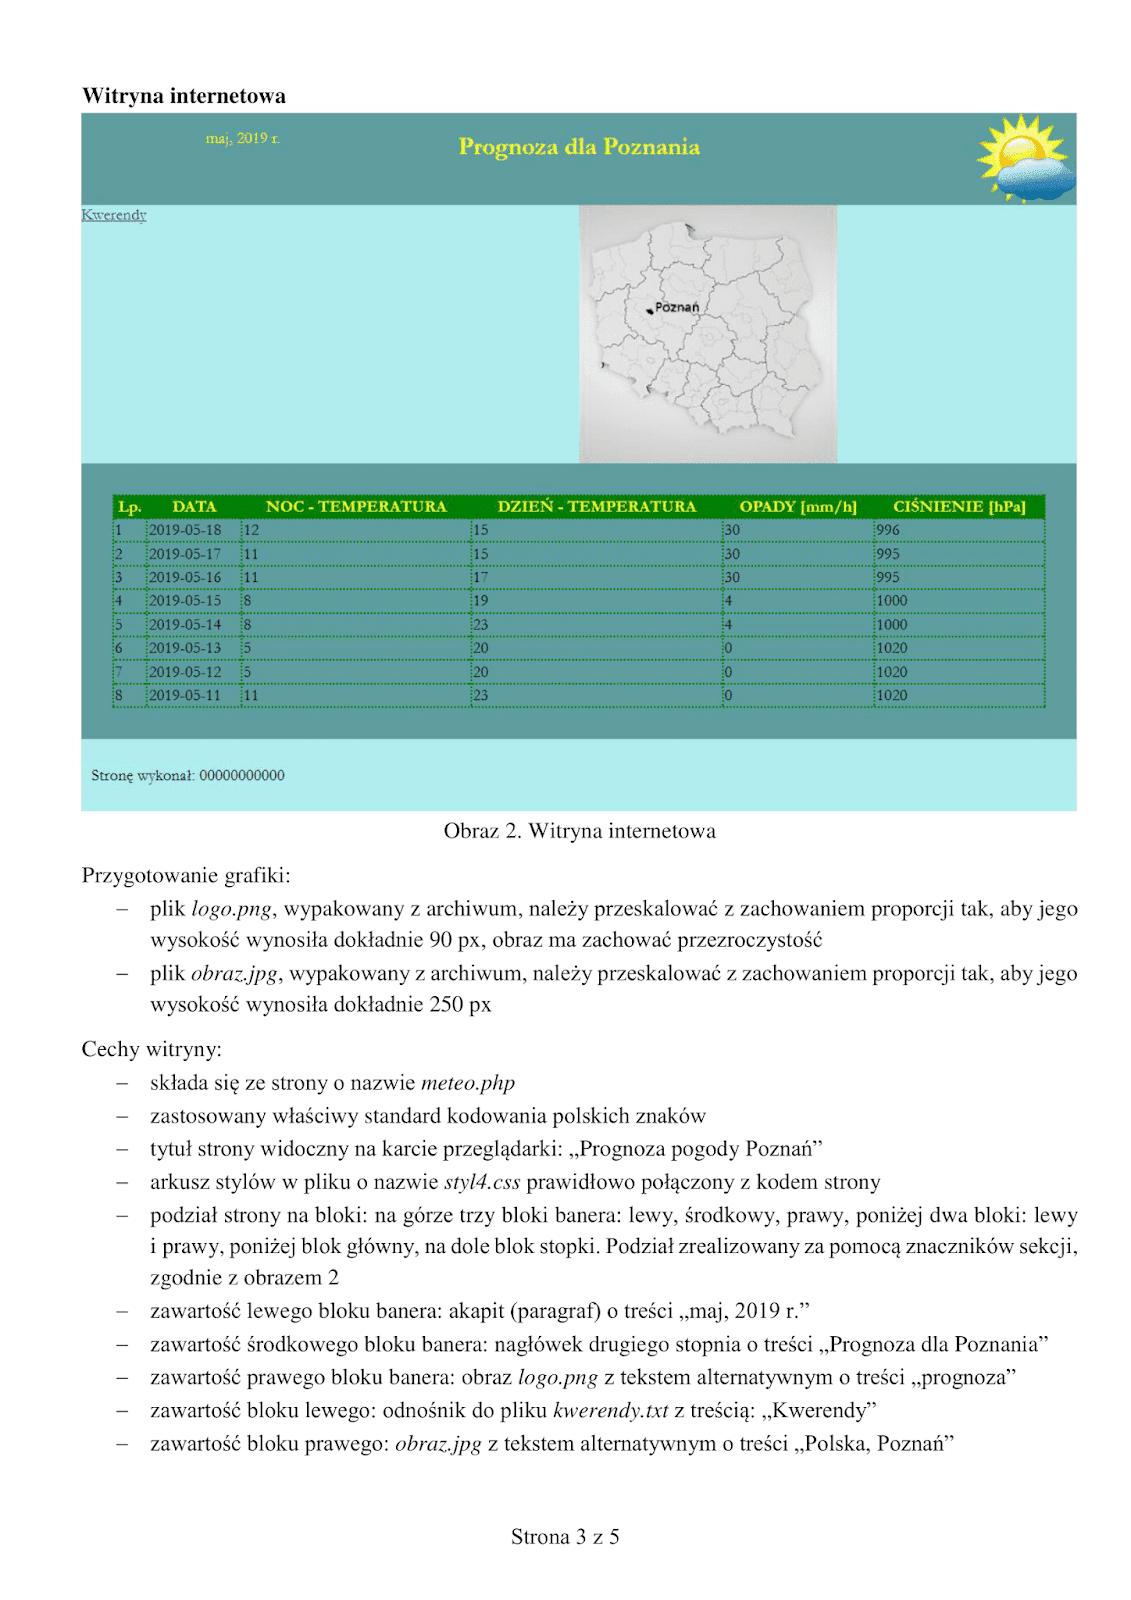 Witryna internetowa
maj, 2019 r.
Prognoza dla Poznania
Kwerendy
Poznań
Lp. DATA NOC - TEMPERATURA DZIEŃ - TEMPERATURA OPADY [mm/h] CIŚNIENIE [hPa]
1 2019-05-18 12 15 30 996
2 2019-05-17 11 15 30 995
3 2019-05-16 11 17 30 995
4 2019-05-15 8 19 4 1000
5 2019-05-14 8 23 4 1000
6 2019-05-13 5 20 0 1020
7 2019-05-12 5 20 0 1020
8 2019-05-11 11 23 0 1020
Stronę wykonał: 00000000000
Obraz 2. Witryna internetowa
Przygotowanie grafiki:
– plik logo.png, wypakowany z archiwum, należy przeskalować z zachowaniem proporcji tak, aby jego
wysokość wynosiła dokładnie 90 px, obraz ma zachować przezroczystość
– plik obraz.jpg, wypakowany z archiwum, należy przeskalować z zachowaniem proporcji tak, aby jego
wysokość wynosiła dokładnie 250 px
Cechy witryny:
– składa się ze strony o nazwie meteo.php
– zastosowany właściwy standard kodowania polskich znaków
– tytuł strony widoczny na karcie przeglądarki: „Prognoza pogody Poznań”
– arkusz stylów w pliku o nazwie styl4.css prawidłowo połączony z kodem strony
– podział strony na bloki: na górze trzy bloki banera: lewy, środkowy, prawy, poniżej dwa bloki: lewy
i prawy, poniżej blok główny, na dole blok stopki. Podział zrealizowany za pomocą znaczników sekcji,
zgodnie z obrazem 2
– zawartość lewego bloku banera: akapit (paragraf) o treści „maj, 2019 r.”
– zawartość środkowego bloku banera: nagłówek drugiego stopnia o treści „Prognoza dla Poznania”
– zawartość prawego bloku banera: obraz logo.png z tekstem alternatywnym o treści „prognoza”
– zawartość bloku lewego: odnośnik do pliku kwerendy.txt z treścią: „Kwerendy”
– zawartość bloku prawego: obraz.jpg z tekstem alternatywnym o treści „Polska, Poznań”
Strona 3 z 5